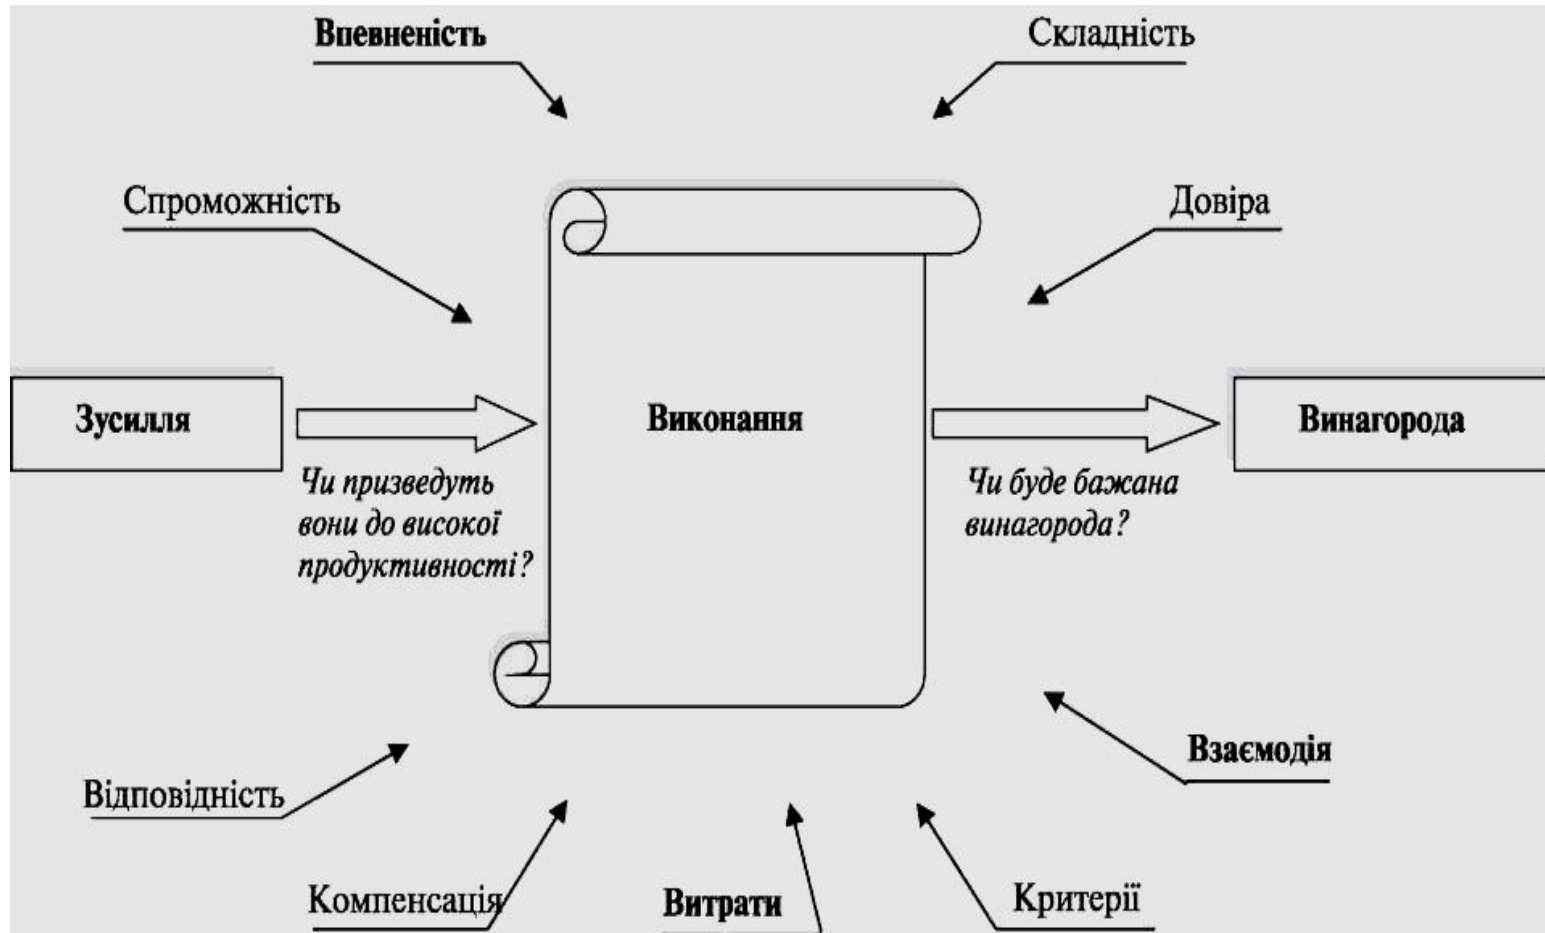 Впевненість
Складність
Спроможність
Довіра
Зусилля
Виконання
Винагорода
Чи призведуть
вони до високої
продуктивності?
Чи буде бажана
винагорода?
Взаємодія
Відповідність
Компенсація
Витрати
Критерії